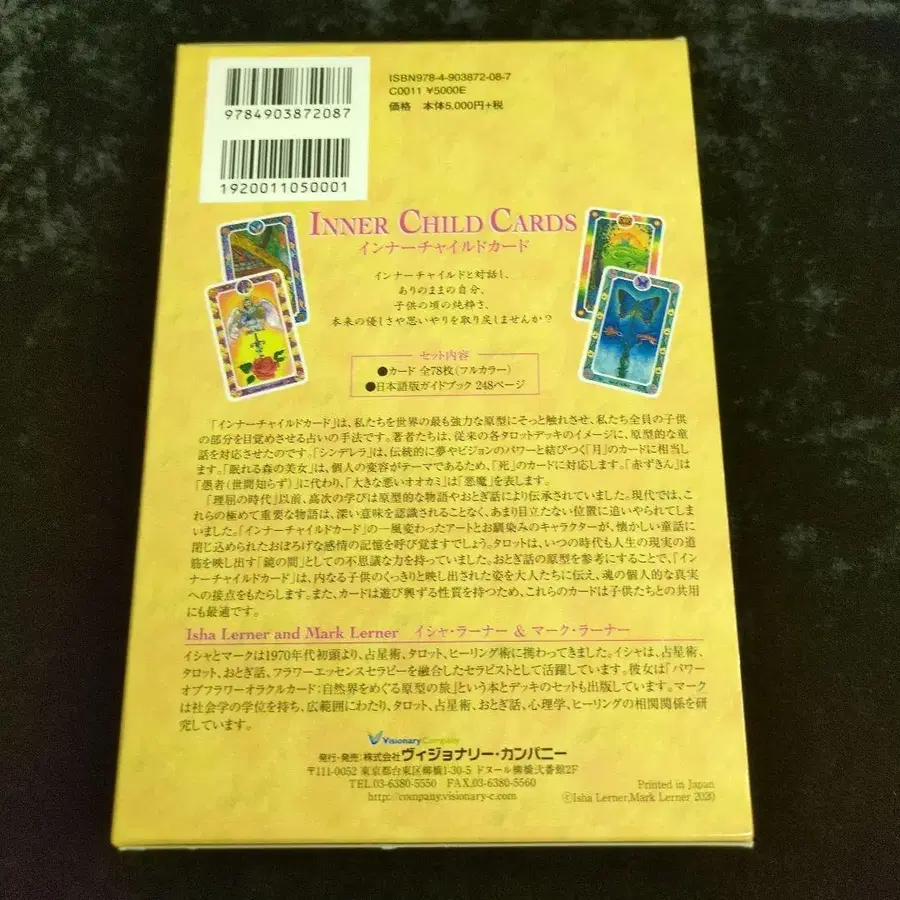 ISBN978-4-903872-08-7
C0011 ¥5000E
価格 本体5,000円+税
9784903872087
1920011050001
INNER CHILD CARDS
インナーチャイルドカード
インナーチャイルドと対話し、
ありのままの自分、
子供の頃の純粋さ、
本来の優しさや思いやりを取り戻しませんか?
セット内容
●カード 全78枚(フルカラー)
●日本語版ガイドブック 248ページ
「インナーチャイルドカード」は、私たちを世界の最も強力な原型にそっと触れさせ、私たち全員の子供
の部分を目覚めさせる占いの手法です。著者たちは、従来の各タロットデッキのイメージに、原型的な童
話を対応させたのです。「シンデレラ」は、伝統的に夢やビジョンのパワーと結びつく「月」のカードに相当し
ます。「眠れる森の美女」は、個人の変容がテーマであるため、「死」のカードに対応します。「赤ずきん」は
「愚者(世間知らず)」に代わり、「大きな悪いオオカミ」は「悪魔」を表します。
「理屈の時代」以前、高次の学びは原型的な物語やおとぎ話により伝承されていました。現代では、こ
れらの極めて重要な物語は、深い意味を認識されることなく、あまり目立たない位置に追いやられてしま
いました。「インナーチャイルドカード」の一風変わったアートとお馴染みのキャラクターが、懐かしい童話に
閉じ込められたおぼろげな感情の記憶を呼び覚ますでしょう。タロットは、いつの時代も人生の現実の道
筋を映し出す「鏡の間」としての不思議な力を持っていました。おとぎ話の原型を参考にすることで、「イン
ナーチャイルドカード」は、内なる子供のくっきりと映し出された姿を大人たちに伝え、魂の個人的な真実
への接点をもたらします。また、カードは遊び興ずる性質を持つため、これらのカードは子供たちとの共用
にも最適です。
Isha Lerner and Mark Lerner イシャ・ラーナー & マーク・ラーナー
イシャとマークは1970年代初頭より、占星術、タロット、ヒーリング術に携わってきました。イシャは、占星術、
タロット、おとぎ話、フラワーエッセンスセラピーを融合したセラピストとして活躍しています。彼女は「パワー
オブフラワーオラクルカード:自然界をめぐる原型の旅」という本とデッキのセットも出版しています。マーク
は社会学の学位を持ち、広範囲にわたり、タロット、占星術、おとぎ話、心理学、ヒーリングの相関関係を研
究しています。
Visionary Company
発行・発売:株式会社ヴィジョナリー・カンパニー
〒111-0052 東京都台東区柳橋1-30-5 ドヌール柳橋弐番館2F
TEL.03-6380-5550 FAX.03-6380-5560
http://company.visionary-c.com
Printed in Japan
©Isha Lerner,Mark Lerner 2020